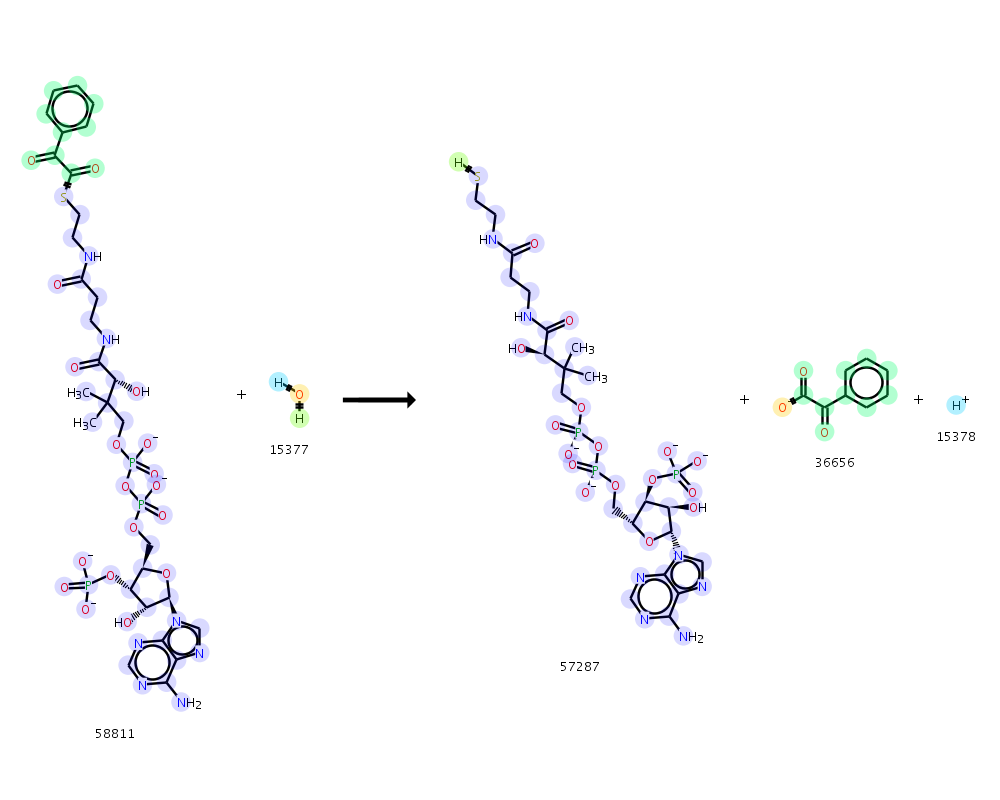 O O
S
NH
O
NH
O
OH
H₃C
H₃C
O O⁻
P
O
O O⁻
P
O
O
O⁻
O P O
O⁻
O
HO
N
N
N
N
NH₂
58811
+
H
O
H
15377
H
S
HN
O
HN
O
HO
CH₃
CH₃
O
O P
O⁻ O
O P
O⁻
O
O⁻
P O⁻
O
O
OH
O
N
N
N
N
NH₂
57287
+
O
O
O
36656
+
H⁺
15378